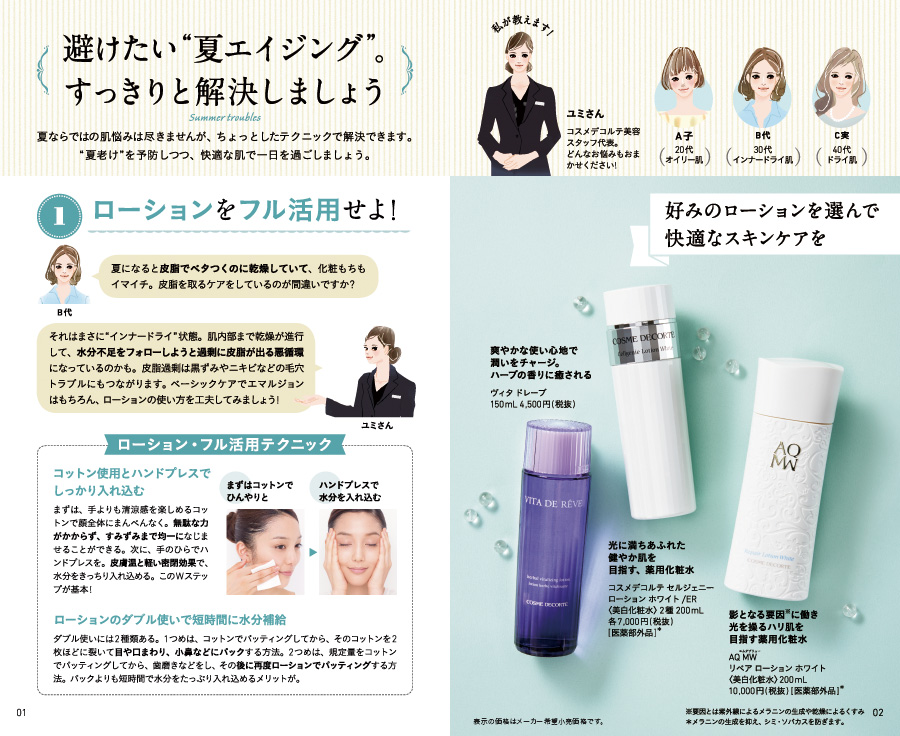 避けたい“夏エイジング”。
すっきりと解決しましょう
Summer troubles
夏ならではの肌悩みは尽きませんが、ちょっとしたテクニックで解決できます。
“夏老け”を予防しつつ、快適な肌で一日を過ごしましょう。
私が教えます!
ユミさん
コスメデコルテ美容
スタッフ代表。
どんなお悩みもおま
かせください!
A子
20代
オイリー肌
B代
30代
インナードライ肌
C実
40代
ドライ肌
1
ローションをフル活用せよ!
B代
夏になると皮脂でベタつくのに乾燥していて、化粧もちも
イマイチ。皮脂を取るケアをしているのが間違いですか?
それはまさに“インナードライ”状態。肌内部まで乾燥が進行
して、水分不足をフォローしようと過剰に皮脂が出る悪循環
になっているのかも。皮脂過剰は黒ずみやニキビなどの毛穴
トラブルにもつながります。ベーシックケアでエマルジョン
はもちろん、ローションの使い方を工夫してみましょう!
ユミさん
ローション・フル活用テクニック
コットン使用とハンドプレスで
しっかり入れ込む
まずは、手よりも清涼感を楽しめるコッ
トンで顔全体にまんべんなく。無駄な力
がかからず、すみずみまで均一になじま
せることができる。次に、手のひらでハ
ンドプレスを。皮膚温と軽い密閉効果で、
水分をきっちり入れ込める。このWステッ
プが基本!
まずはコットンで
ひんやりと
ハンドプレスで
水分を入れ込む
ローションのダブル使いで短時間に水分補給
ダブル使いには2種類ある。1つめは、コットンでパッティングしてから、そのコットンを2
枚ほどに裂いて目や口まわり、小鼻などにパックする方法。2つめは、規定量をコットン
でパッティングしてから、歯磨きなどをし、その後に再度ローションでパッティングする方
法。パックよりも短時間で水分をたっぷり入れ込めるメリットが。
01
好みのローションを選んで
快適なスキンケアを
爽やかな使い心地で
潤いをチャージ。
ハーブの香りに癒される
ヴィタ ドレーブ
150mL 4,500円(税抜)
COSME DECORTE
Cellgenie Lotion White
VITA DE RÊVE
herbal vitalizing lotion
COSME DECORTE
AQ
MW
Repair Lotion White
COSME DECORTE
光に満ちあふれた
健やか肌を
目指す、薬用化粧水
コスメデコルテ セルジェニー
ローション ホワイト /ER
〈美白化粧水〉2種 200mL
各7,000円(税抜)
[医薬部外品]*
影となる要因※に働き
光を操るハリ肌を
目指す薬用化粧水
AQ MW
リペア ローション ホワイト
〈美白化粧水〉200mL
10,000円(税抜)[医薬部外品]*
表示の価格はメーカー希望小売価格です。
※要因とは紫外線によるメラニンの生成や乾燥によるくすみ
*メラニンの生成を抑え、シミ・ソバカスを防ぎます。
02